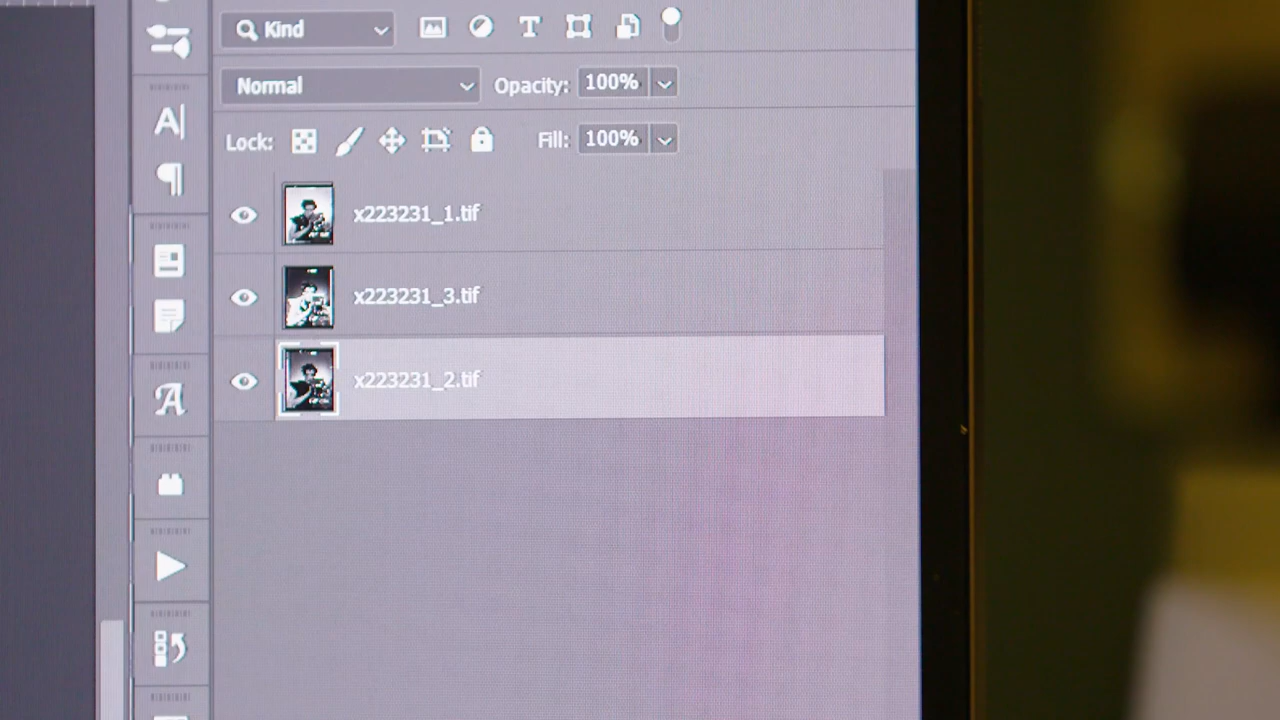 Kind
Normal Opacity: 100%
Lock: Fill: 100%
x223231_1.tif
x223231_3.tif
x223231_2.tif